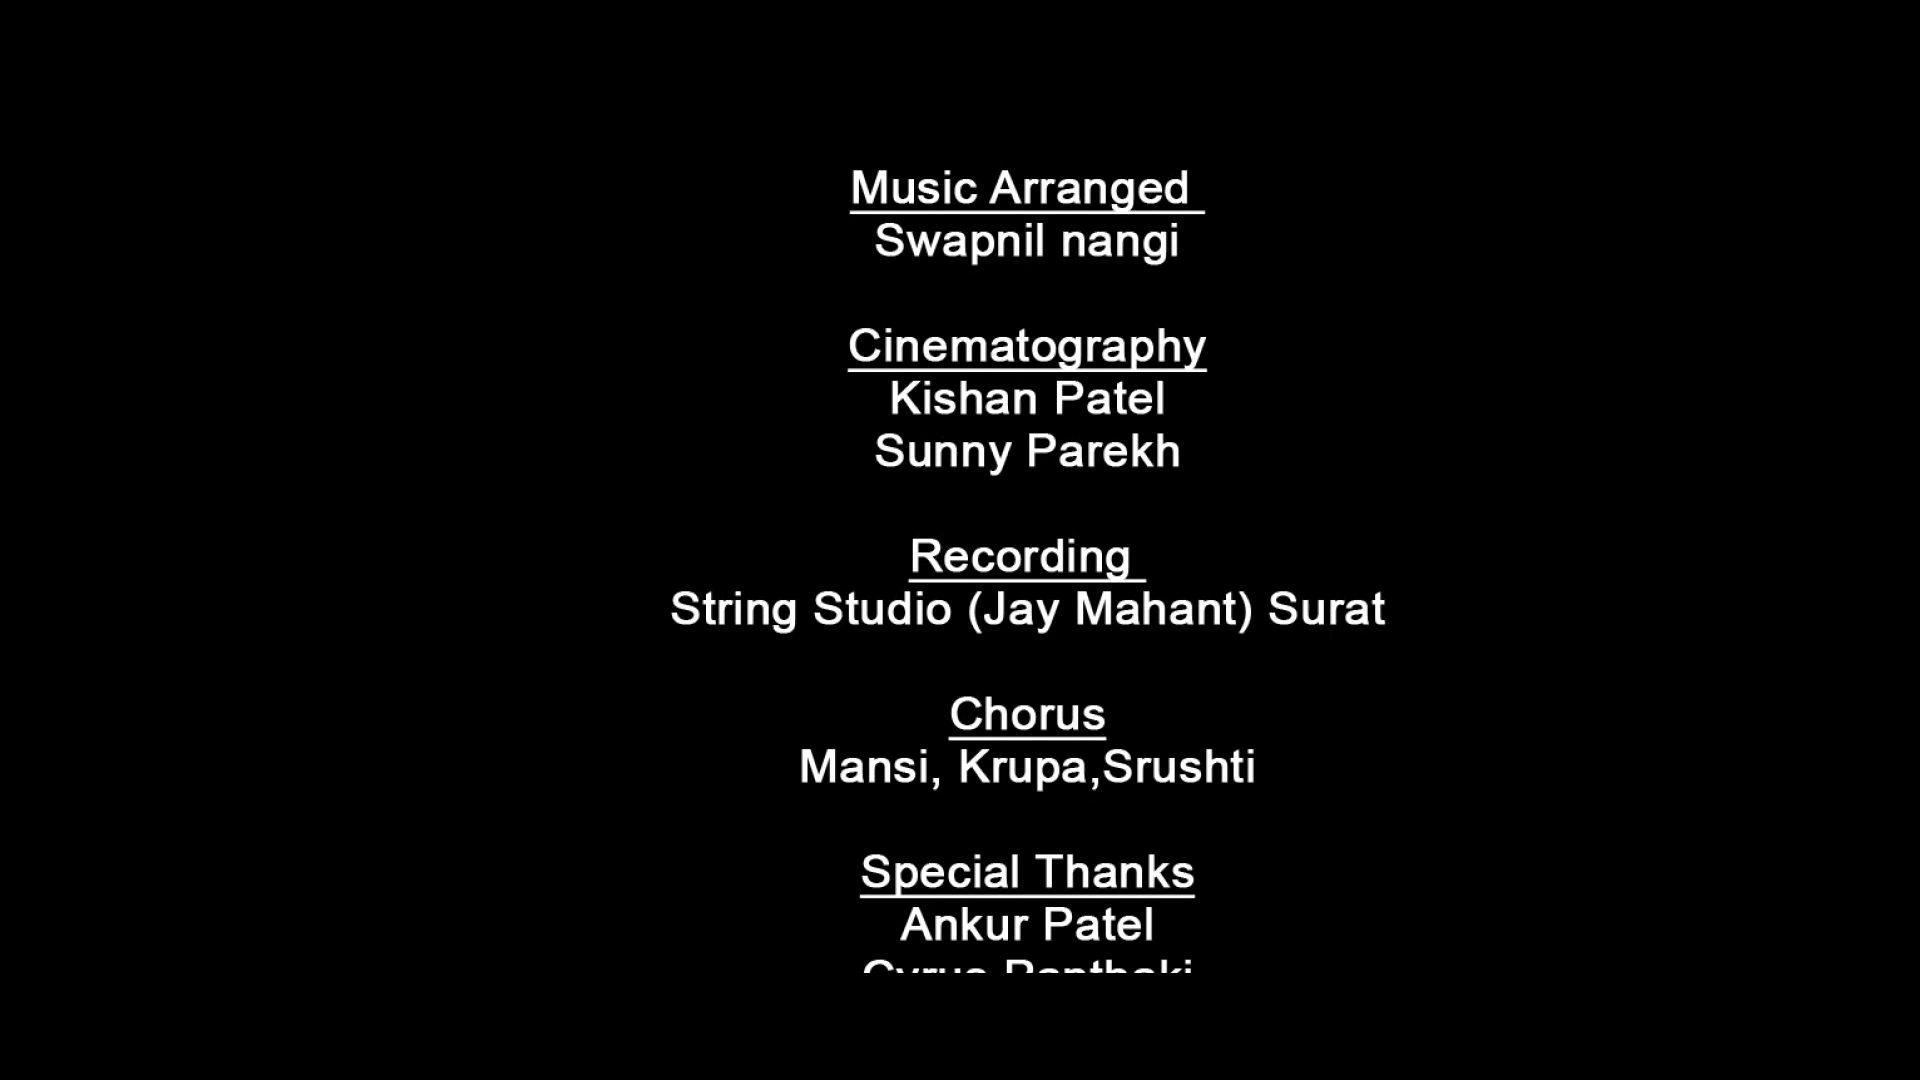 Music Arranged
Swapnil nangi
Cinematography
Kishan Patel
Sunny Parekh
Recording
String Studio (Jay Mahant) Surat
Chorus
Mansi, Krupa,Srushti
Special Thanks
Ankur Patel